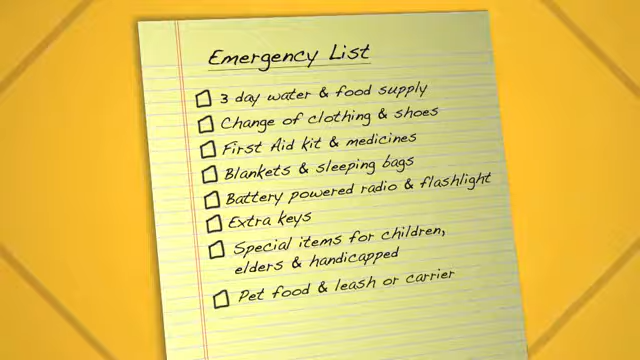 Emergency List
3 day water & food supply
Change of clothing & shoes
First Aid kit & medicines
Blankets & sleeping bags
Battery powered radio & flashlight
Extra keys
Special items for children,
elders & handicapped
Pet food & leash or carrier